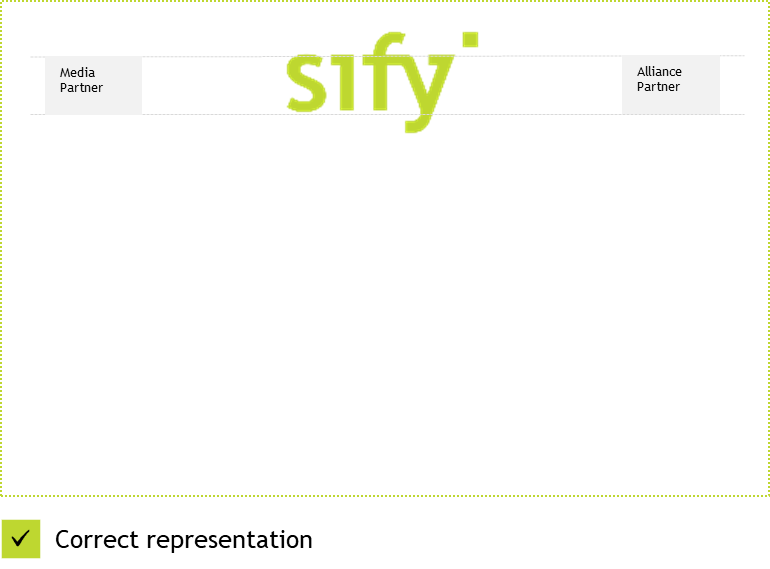 Media
Partner
sify
Alliance
Partner
Correct representation